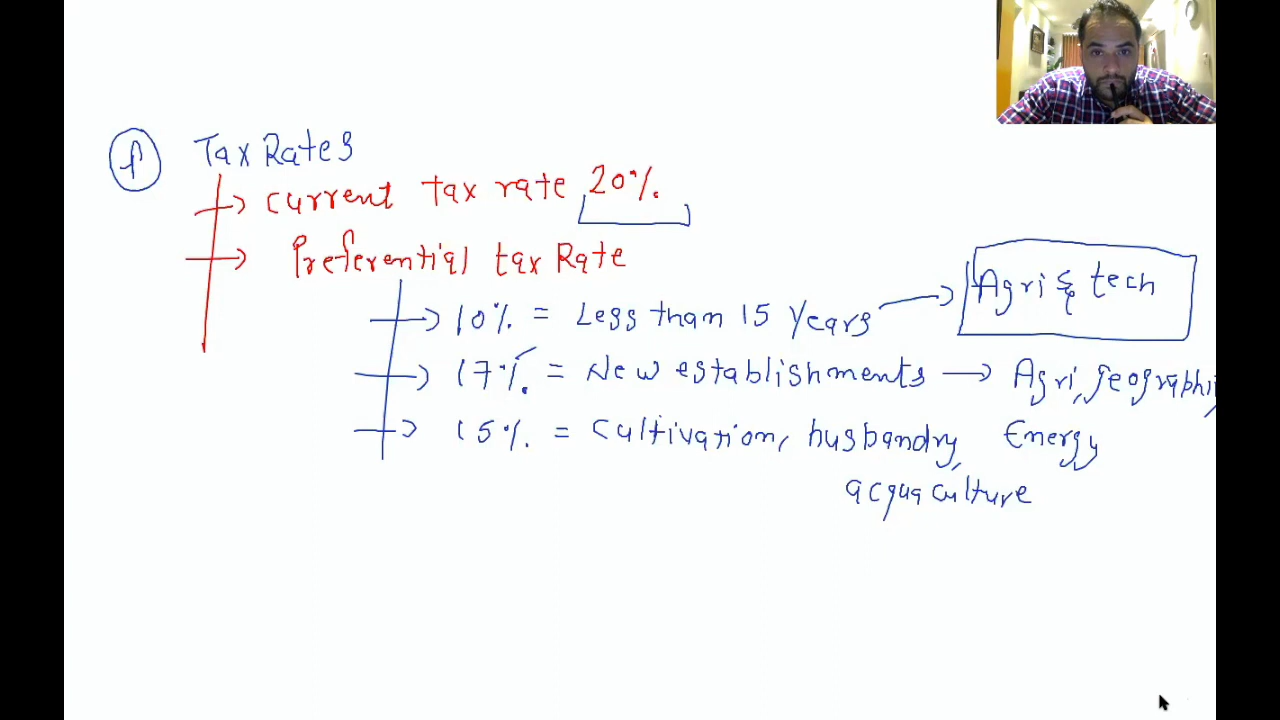 f Tax Rates
→ Current tax rate 20%
→ Preferential tax Rate
→ 10% = Less than 15 Years → Agri & tech
→ 17% = New establishments → Agri, geographi
→ 15% = Cultivation, husbandry, Energy
acquaculture